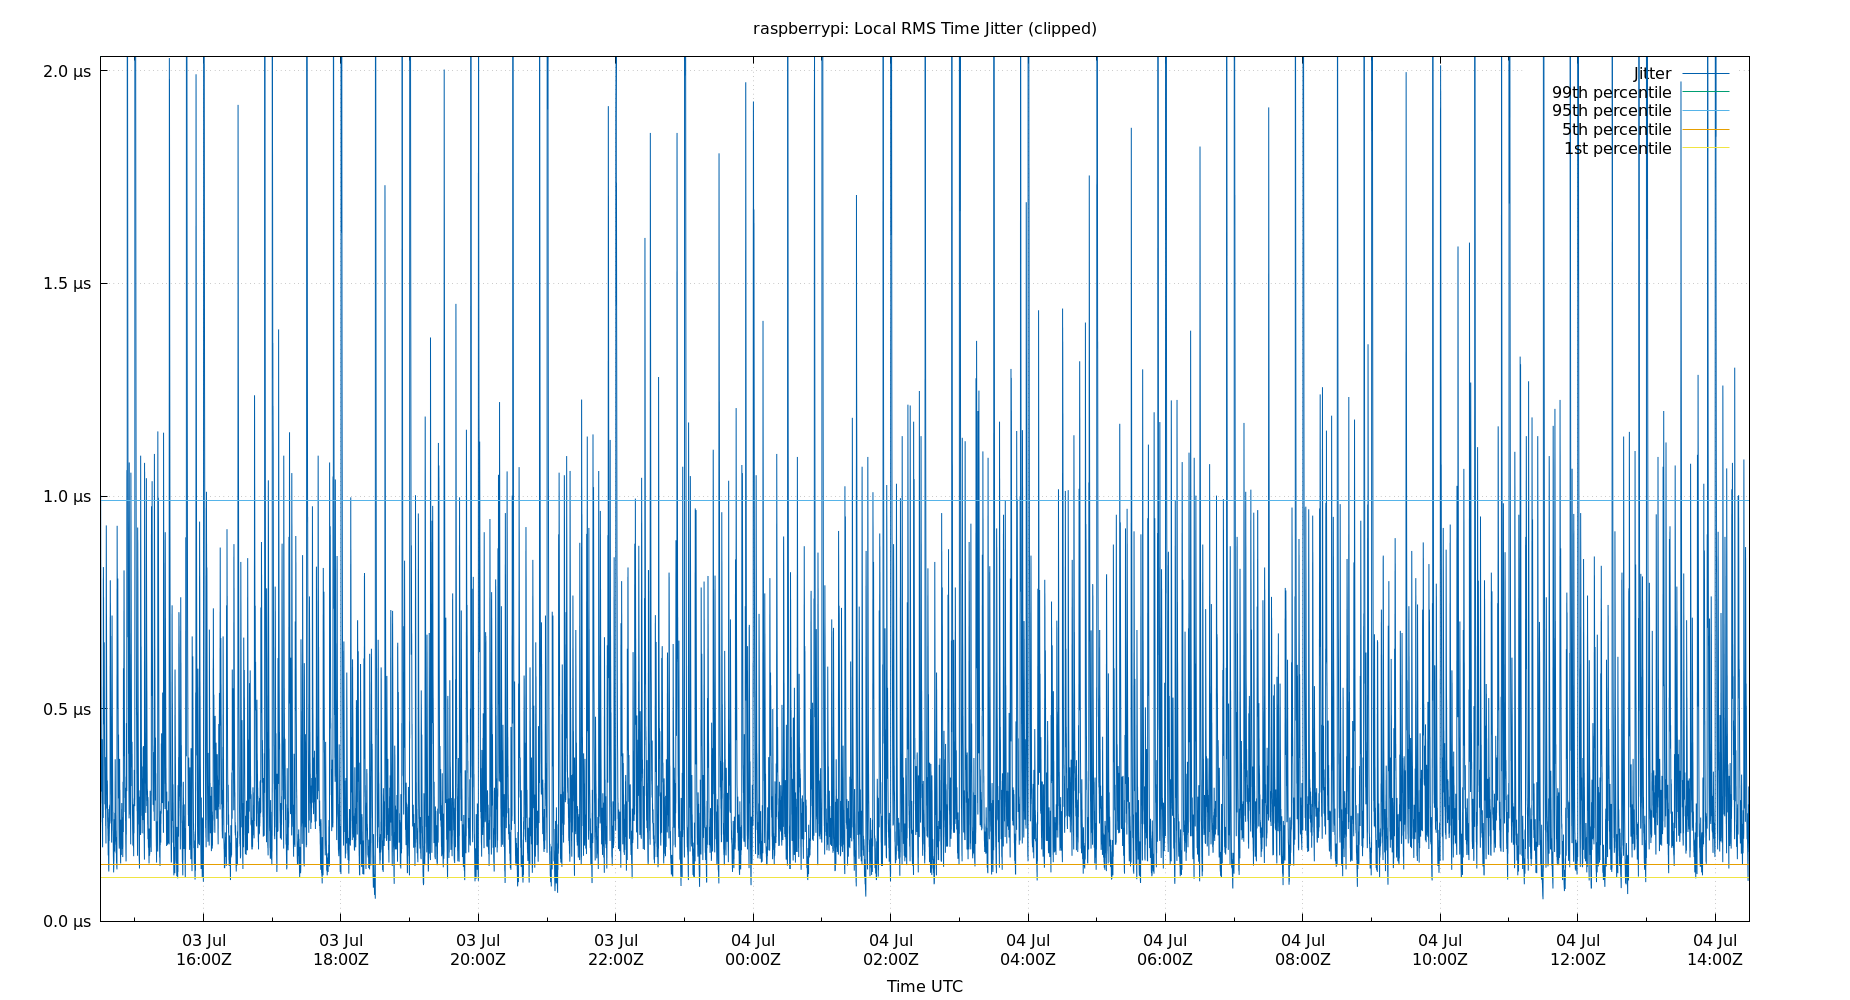 raspberrypi: Local RMS Time Jitter (clipped)
2.0 μs
1.5 μs
1.0 μs
0.5 μs
0.0 μs
Jitter
99th percentile
95th percentile
5th percentile
1st percentile
03 Jul 03 Jul 03 Jul 03 Jul 04 Jul 04 Jul 04 Jul 04 Jul 04 Jul 04 Jul 04 Jul 04 Jul
16:00Z 18:00Z 20:00Z 22:00Z 00:00Z 02:00Z 04:00Z 06:00Z 08:00Z 10:00Z 12:00Z 14:00Z
Time UTC